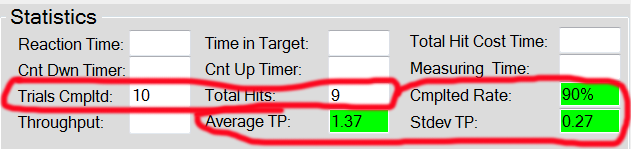 Statistics
Reaction Time: Time in Target: Total Hit Cost Time:
Cnt Dwn Timer: Cnt Up Timer: Measuring Time:
Trials Cmpltd: 10 Total Hits: 9 Cmplted Rate: 90%
Throughput: Average TP: 1.37 Stdev TP: 0.27